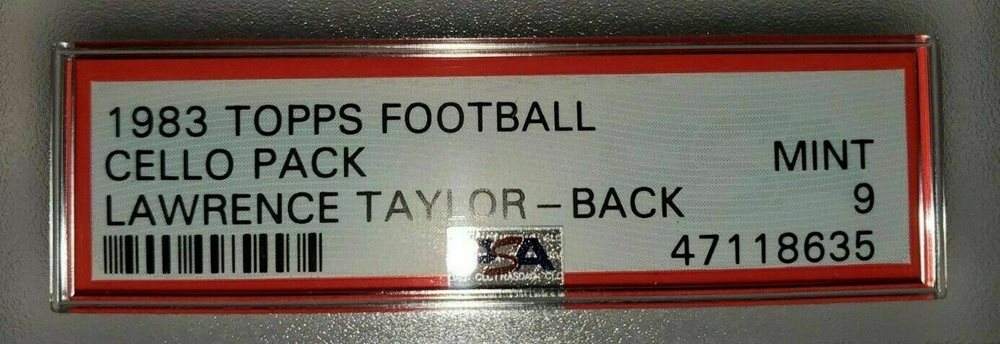 1983 TOPPS FOOTBALL
CELLO PACK
MINT
LAWRENCE TAYLOR-BACK
9
PSA
47118635